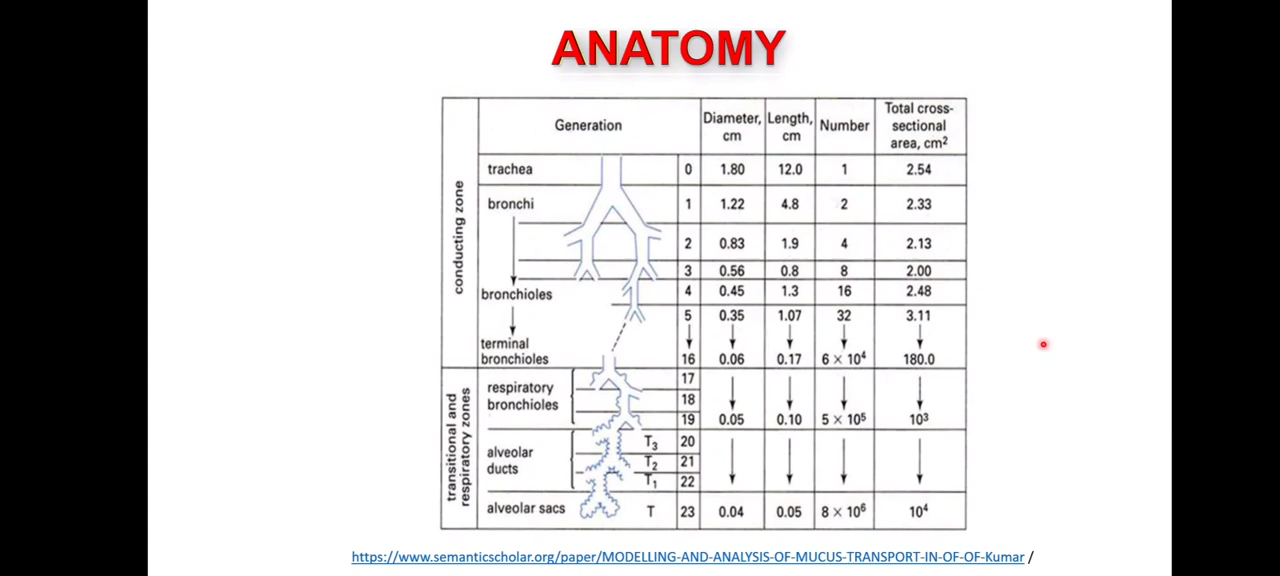 ANATOMY
Generation Diameter, cm Length, cm Number Total cross-sectional area, cm²
conducting zone
trachea 0 1.80 12.0 1 2.54
bronchi 1 1.22 4.8 2 2.33
2 0.83 1.9 4 2.13
3 0.56 0.8 8 2.00
bronchioles 4 0.45 1.3 16 2.48
5 0.35 1.07 32 3.11
terminal bronchioles 16 0.06 0.17 6 × 10⁴ 180.0
transitional and respiratory zones
respiratory bronchioles 17
18
19 0.05 0.10 5 × 10⁵ 10³
alveolar ducts T₃ 20
T₂ 21
T₁ 22
alveolar sacs T 23 0.04 0.05 8 × 10⁶ 10⁴
https://www.semanticscholar.org/paper/MODELLING-AND-ANALYSIS-OF-MUCUS-TRANSPORT-IN-OF-OF-Kumar /